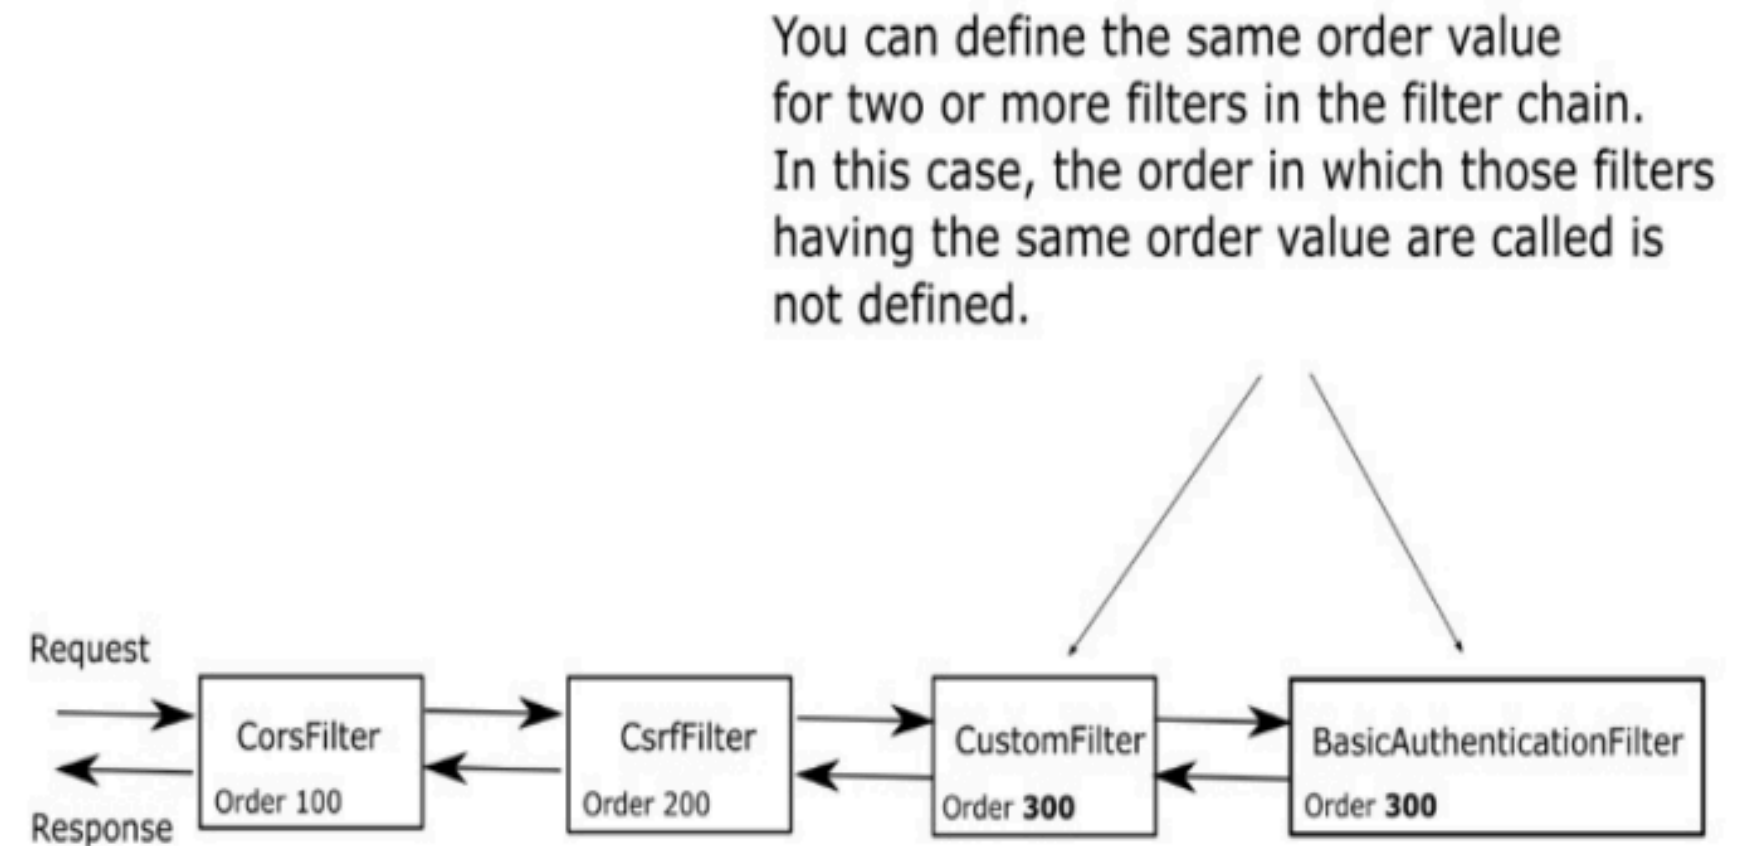 You can define the same order value
for two or more filters in the filter chain.
In this case, the order in which those filters
having the same order value are called is
not defined.
Request
CorsFilter
Order 100
CsrfFilter
Order 200
CustomFilter
Order 300
BasicAuthenticationFilter
Order 300
Response